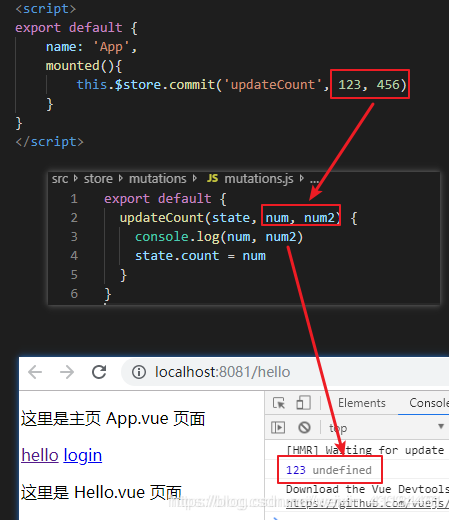 <script>
export default {
name: 'App',
mounted(){
this.$store.commit('updateCount', 123, 456)
}
}
</script>
src > store > mutations > JS mutations.js > ...
1 export default {
2 updateCount(state, num, num2) {
3 console.log(num, num2)
4 state.count = num
5 }
6 }
localhost:8081/hello
这里是主页 App.vue 页面
hello login
这里是 Hello.vue 页面
Elements Console
top
[HMR] Waiting for update
123 undefined
Download the Vue Devtools
https://github.com/vuejs/